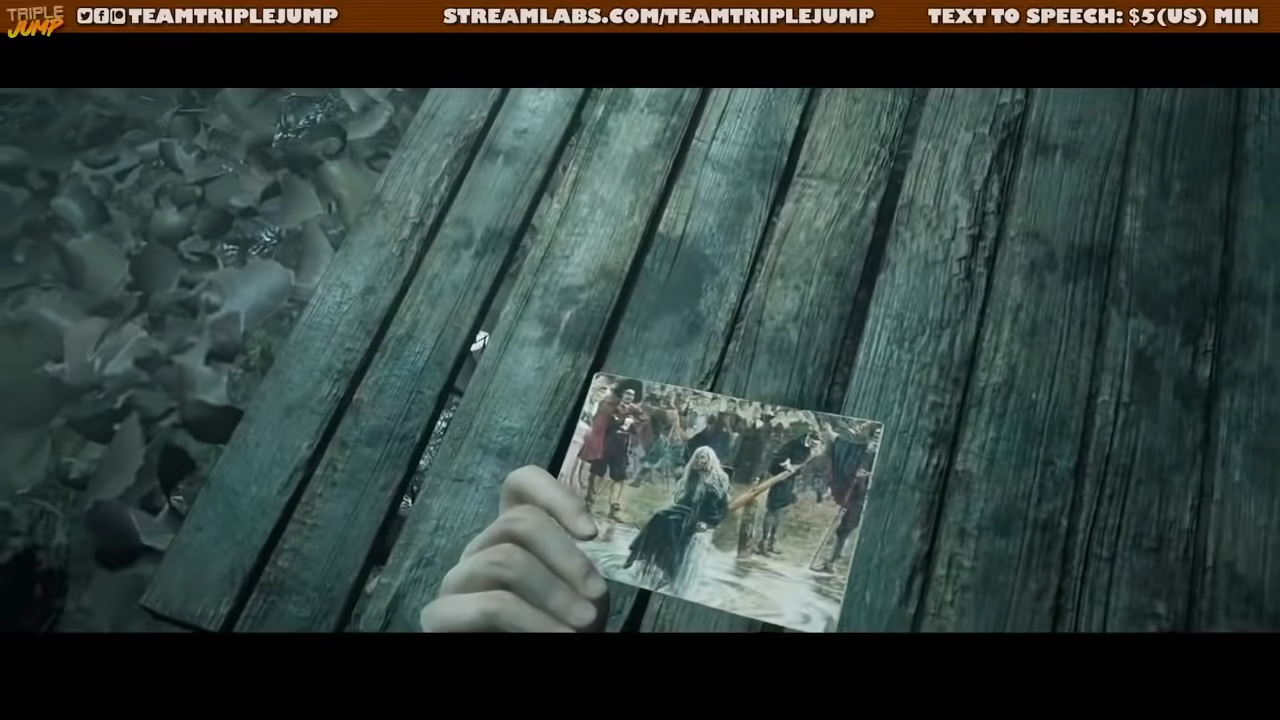 TRIPLE
JUMP
TEAMTRIPLEJUMP
STREAMLABS.COM/TEAMTRIPLEJUMP
TEXT TO SPEECH: $5(US) MIN